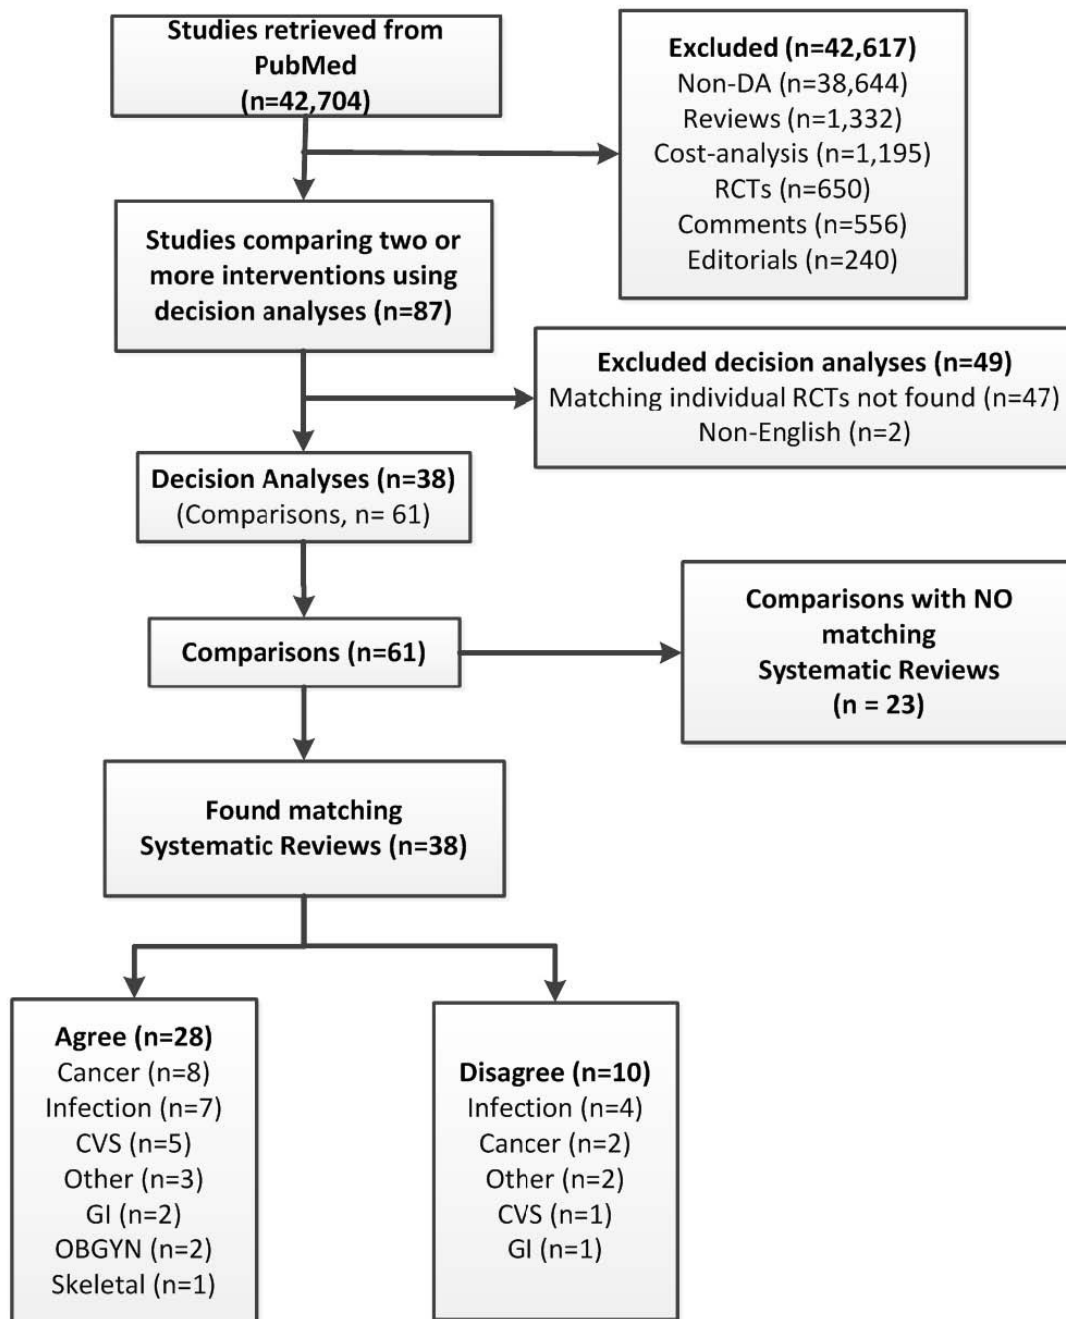 Studies retrieved from
PubMed
(n=42,704)
Excluded (n=42,617)
Non-DA (n=38,644)
Reviews (n=1,332)
Cost-analysis (n=1,195)
RCTs (n=650)
Comments (n=556)
Editorials (n=240)
Studies comparing two or
more interventions using
decision analyses (n=87)
Excluded decision analyses (n=49)
Matching individual RCTs not found (n=47)
Non-English (n=2)
Decision Analyses (n=38)
(Comparisons, n= 61)
Comparisons (n=61)
Comparisons with NO
matching
Systematic Reviews
(n = 23)
Found matching
Systematic Reviews (n=38)
Agree (n=28)
Cancer (n=8)
Infection (n=7)
CVS (n=5)
Other (n=3)
GI (n=2)
OBGYN (n=2)
Skeletal (n=1)
Disagree (n=10)
Infection (n=4)
Cancer (n=2)
Other (n=2)
CVS (n=1)
GI (n=1)